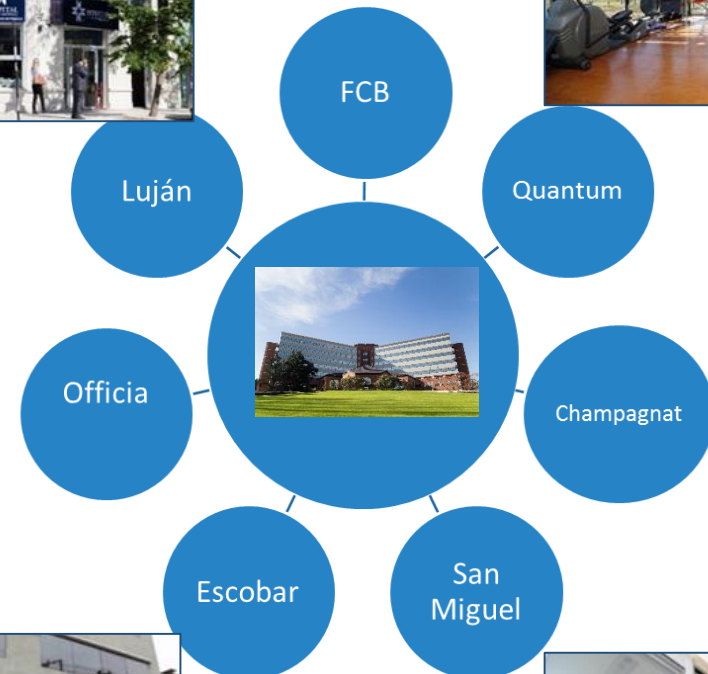 FCB
Luján
Quantum
Officia
Champagnat
Escobar
San
Miguel